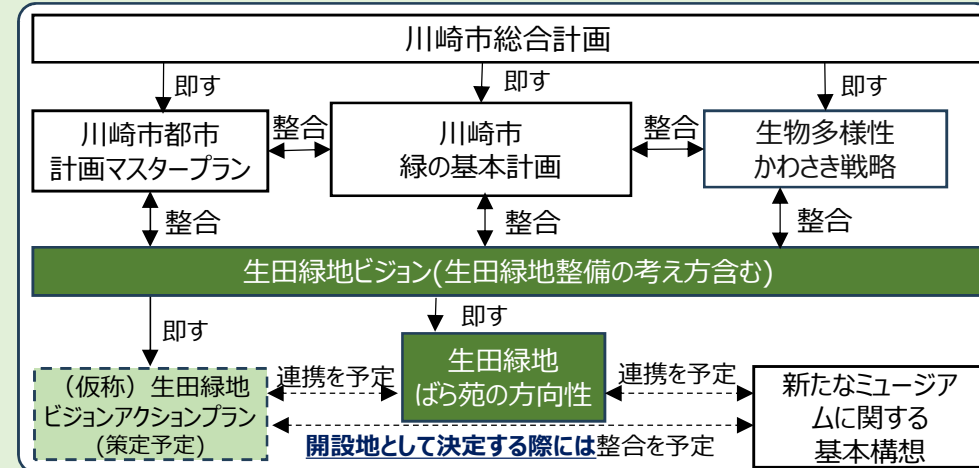 川崎市総合計画
即す
即す
即す
川崎市都市
計画マスタープラン
整合
川崎市
緑の基本計画
整合
生物多様性
かわさき戦略
整合
整合
整合
生田緑地ビジョン(生田緑地整備の考え方含む)
即す
即す
（仮称）生田緑地
ビジョンアクションプラン
(策定予定)
連携を予定
生田緑地
ばら苑の方向性
連携を予定
新たなミュージア
ムに関する
基本構想
開設地として決定する際には整合を予定